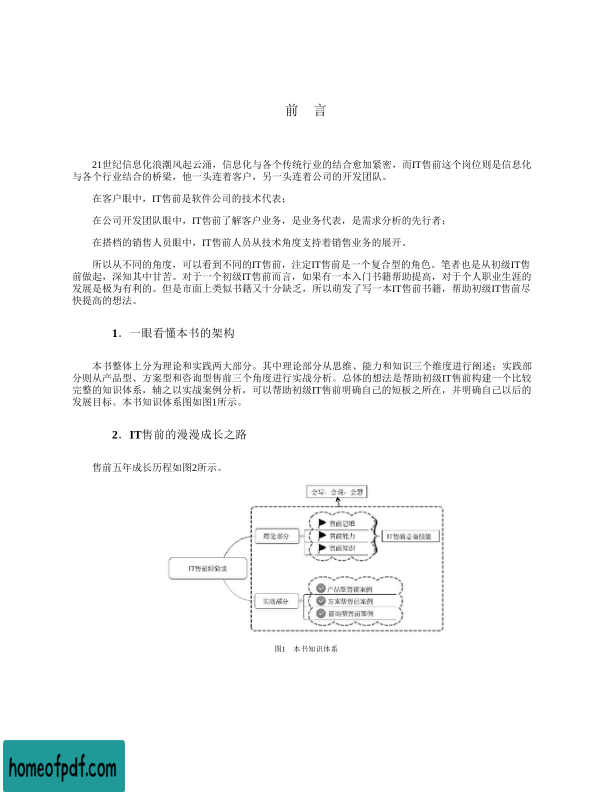 前 言
21世纪信息化浪潮风起云涌，信息化与各个传统行业的结合愈加紧密，而IT售前这个岗位则是信息化
与各个行业结合的桥梁，他一头连着客户，另一头连着公司的开发团队。
在客户眼中，IT售前是软件公司的技术代表；
在公司开发团队眼中，IT售前了解客户业务，是业务代表，是需求分析的先行者；
在搭档的销售人员眼中，IT售前人员从技术角度支持着销售业务的展开。
所以从不同的角度，可以看到不同的IT售前，注定IT售前是一个复合型的角色。笔者也是从初级IT售
前做起，深知其中甘苦。对于一个初级IT售前而言，如果有一本入门书籍帮助提高，对于个人职业生涯的
发展是极为有利的。但是市面上类似书籍又十分缺乏，所以萌发了写一本IT售前书籍，帮助初级IT售前尽
快提高的想法。
1．一眼看懂本书的架构
本书整体上分为理论和实践两大部分。其中理论部分从思维、能力和知识三个维度进行阐述；实践部
分则从产品型、方案型和咨询型售前三个角度进行实战分析。总体的想法是帮助初级IT售前构建一个比较
完整的知识体系，辅之以实战案例分析，可以帮助初级IT售前明确自己的短板之所在，并明确自己以后的
发展目标。本书知识体系图如图1所示。
2．IT售前的漫漫成长之路
售前五年成长历程如图2所示。
会写，会说，会想
售前思维
理论部分
售前能力
IT售前必备技能
售前知识
IT售前经验谈
产品型售前案例
实战部分
方案型售前案例
咨询型售前案例
图1 本书知识体系
homeofpdf.com